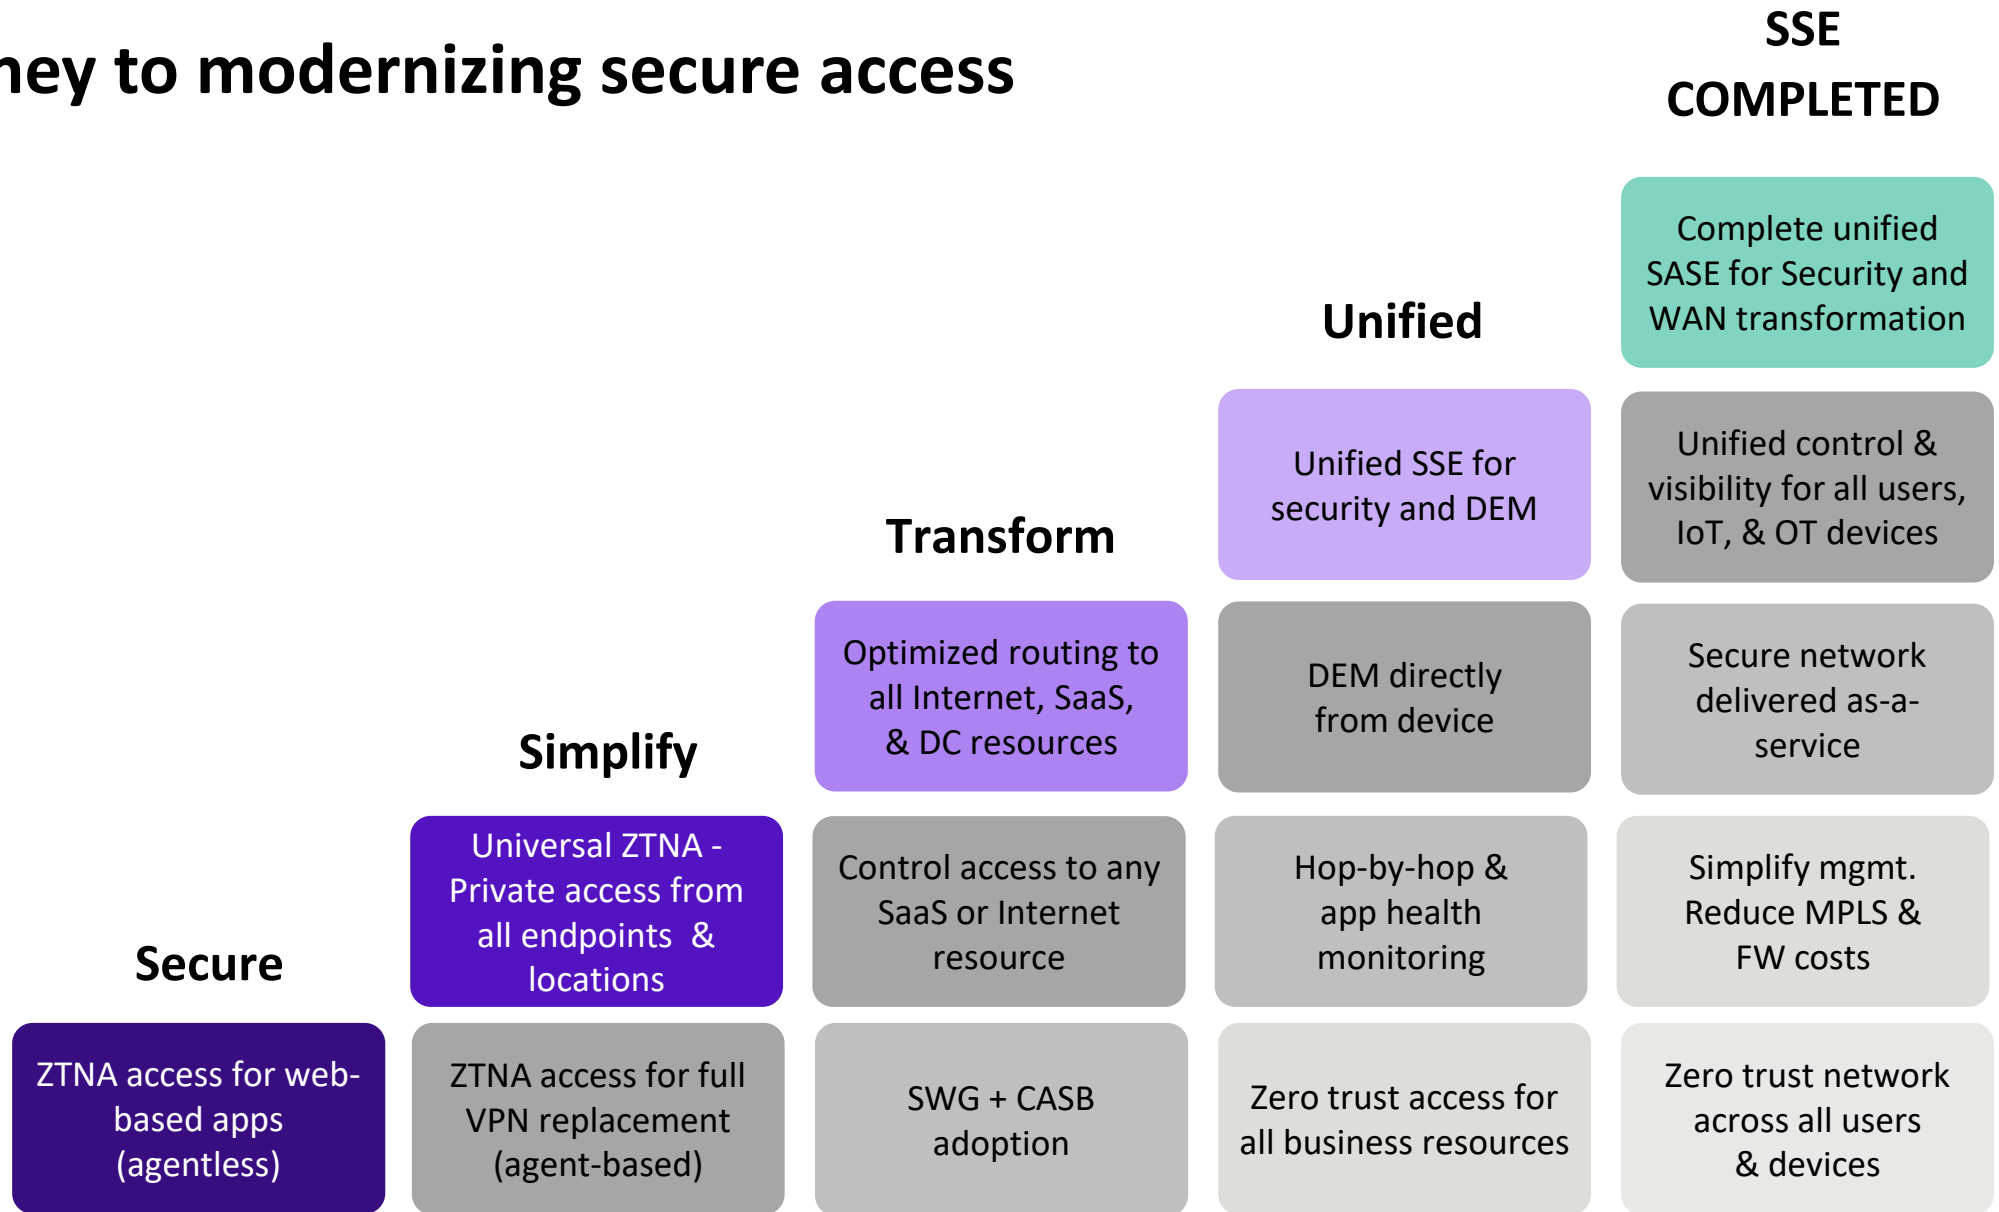 ney to modernizing secure access
SSE
COMPLETED
Complete unified
SASE for Security and
WAN transformation
Unified
Unified SSE for
security and DEM
Unified control &
visibility for all users,
IoT, & OT devices
Transform
Optimized routing to
all Internet, SaaS,
& DC resources
DEM directly
from device
Secure network
delivered as-a-
service
Simplify
Universal ZTNA -
Private access from
all endpoints  &
locations
Control access to any
SaaS or Internet
resource
Hop-by-hop &
app health
monitoring
Simplify mgmt.
Reduce MPLS &
FW costs
Secure
ZTNA access for web-
based apps
(agentless)
ZTNA access for full
VPN replacement
(agent-based)
SWG + CASB
adoption
Zero trust access for
all business resources
Zero trust network
across all users
& devices